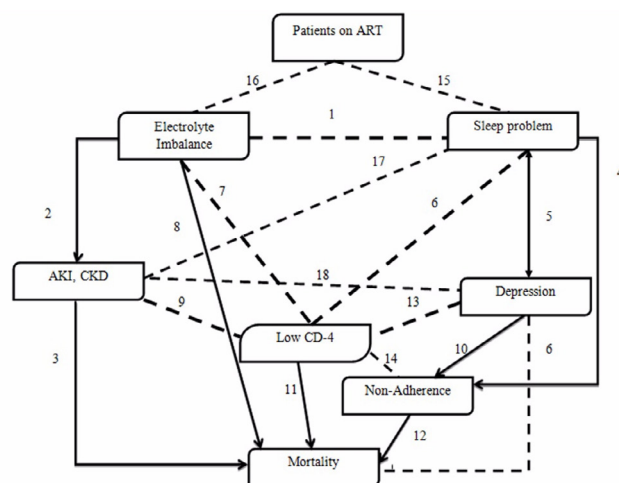 Patients on ART
16
15
Electrolyte
Imbalance
1
Sleep problem
4
17
7
6
2
8
5
AKI, CKD
18
Depression
9
13
Low CD-4
3
14
10
6
11
Non-Adherence
12
Mortality